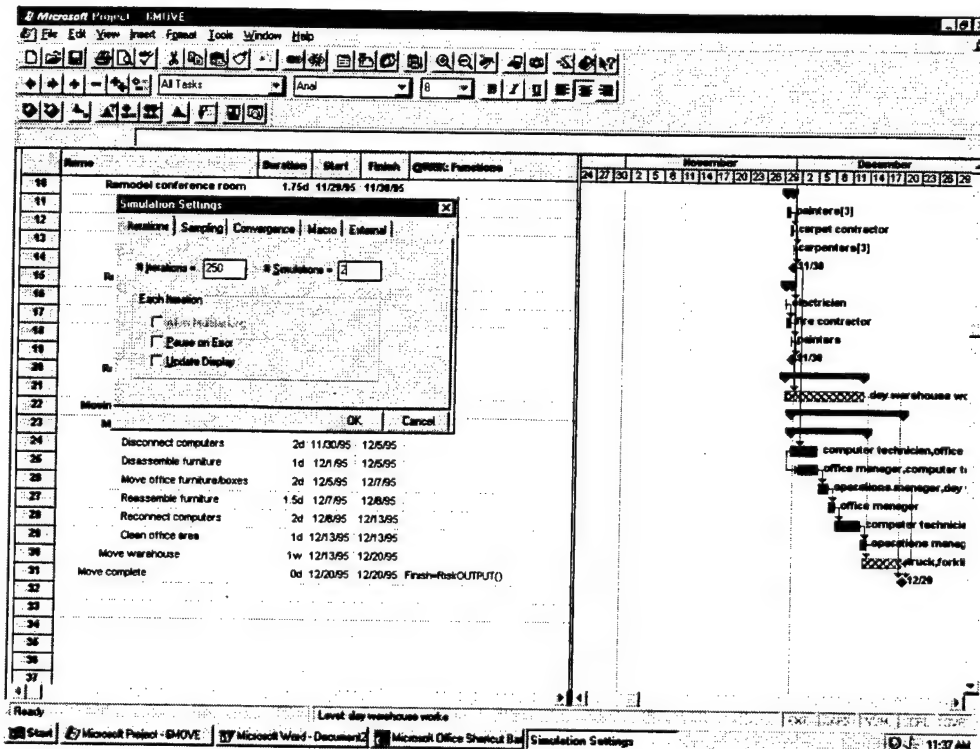 Microsoft Project - 6MOVE
File Edit View Insert Format Tools Window Help
All Tasks Arial 8 B I U
Name Duration Start Finish @RISK: Functions
November December
24 27 30 2 5 8 11 14 17 20 23 26 29 2 5 8 11 14 17 20 23 26 29
10 Remodel conference room 1.75d 11/29/95 11/30/95
11
12
13
14
15
16
17
18
19
20
21
22 Movin
23 M
24 Disconnect computers 2d 11/30/95 12/5/95
25 Disassemble furniture 1d 12/1/95 12/5/95
26 Move office furniture/boxes 2d 12/5/95 12/7/95
27 Reassemble furniture 1.5d 12/7/95 12/8/95
28 Reconnect computers 2d 12/8/95 12/13/95
29 Clean office area 1d 12/13/95 12/13/95
30 Move warehouse 1w 12/13/95 12/20/95
31 Move complete 0d 12/20/95 12/20/95 Finish=RiskOUTPUT()
32
33
34
35
36
37
Simulation Settings
Iterations Sampling Convergence Macro External
# Iterations = 250 # Simulations = 2
Each Iteration
Pause on Error
Update Display
OK Cancel
painters[3]
carpet contractor
carpenters[3]
11/30
electrician
fire contractor
painters
11/30
day warehouse wo
computer technician,office
office manager,computer t
operations manager,day
office manager
computer technicia
operations manag
truck,forkli
12/20
Ready Level: day warehouse worke
EXT CAPS NUM SCRL OVR
Start Microsoft Project - 6MOVE Microsoft Word - Document2 Microsoft Office Shortcut Bar Simulation Settings 11:37 AM